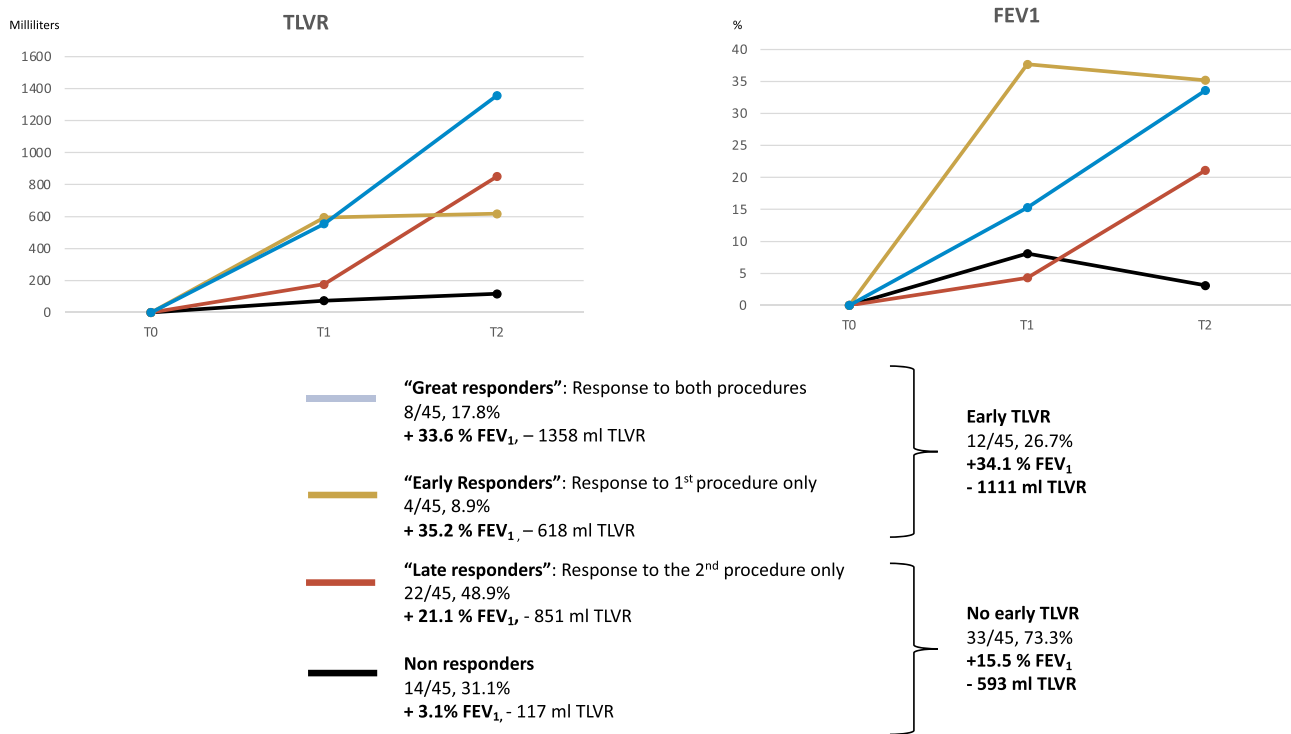 TLVR
Milliliters
1600
1400
1200
1000
800
600
400
200
0
T0 T1 T2
FEV1
%
40
35
30
25
20
15
10
5
0
T0 T1 T2
“Great responders”: Response to both procedures
8/45, 17.8%
+ 33.6 % FEV1, – 1358 ml TLVR
“Early Responders”: Response to 1st procedure only
4/45, 8.9%
+ 35.2 % FEV1, – 618 ml TLVR
Early TLVR
12/45, 26.7%
+34.1 % FEV1
- 1111 ml TLVR
“Late responders”: Response to the 2nd procedure only
22/45, 48.9%
+ 21.1 % FEV1, - 851 ml TLVR
Non responders
14/45, 31.1%
+ 3.1% FEV1, - 117 ml TLVR
No early TLVR
33/45, 73.3%
+15.5 % FEV1
- 593 ml TLVR